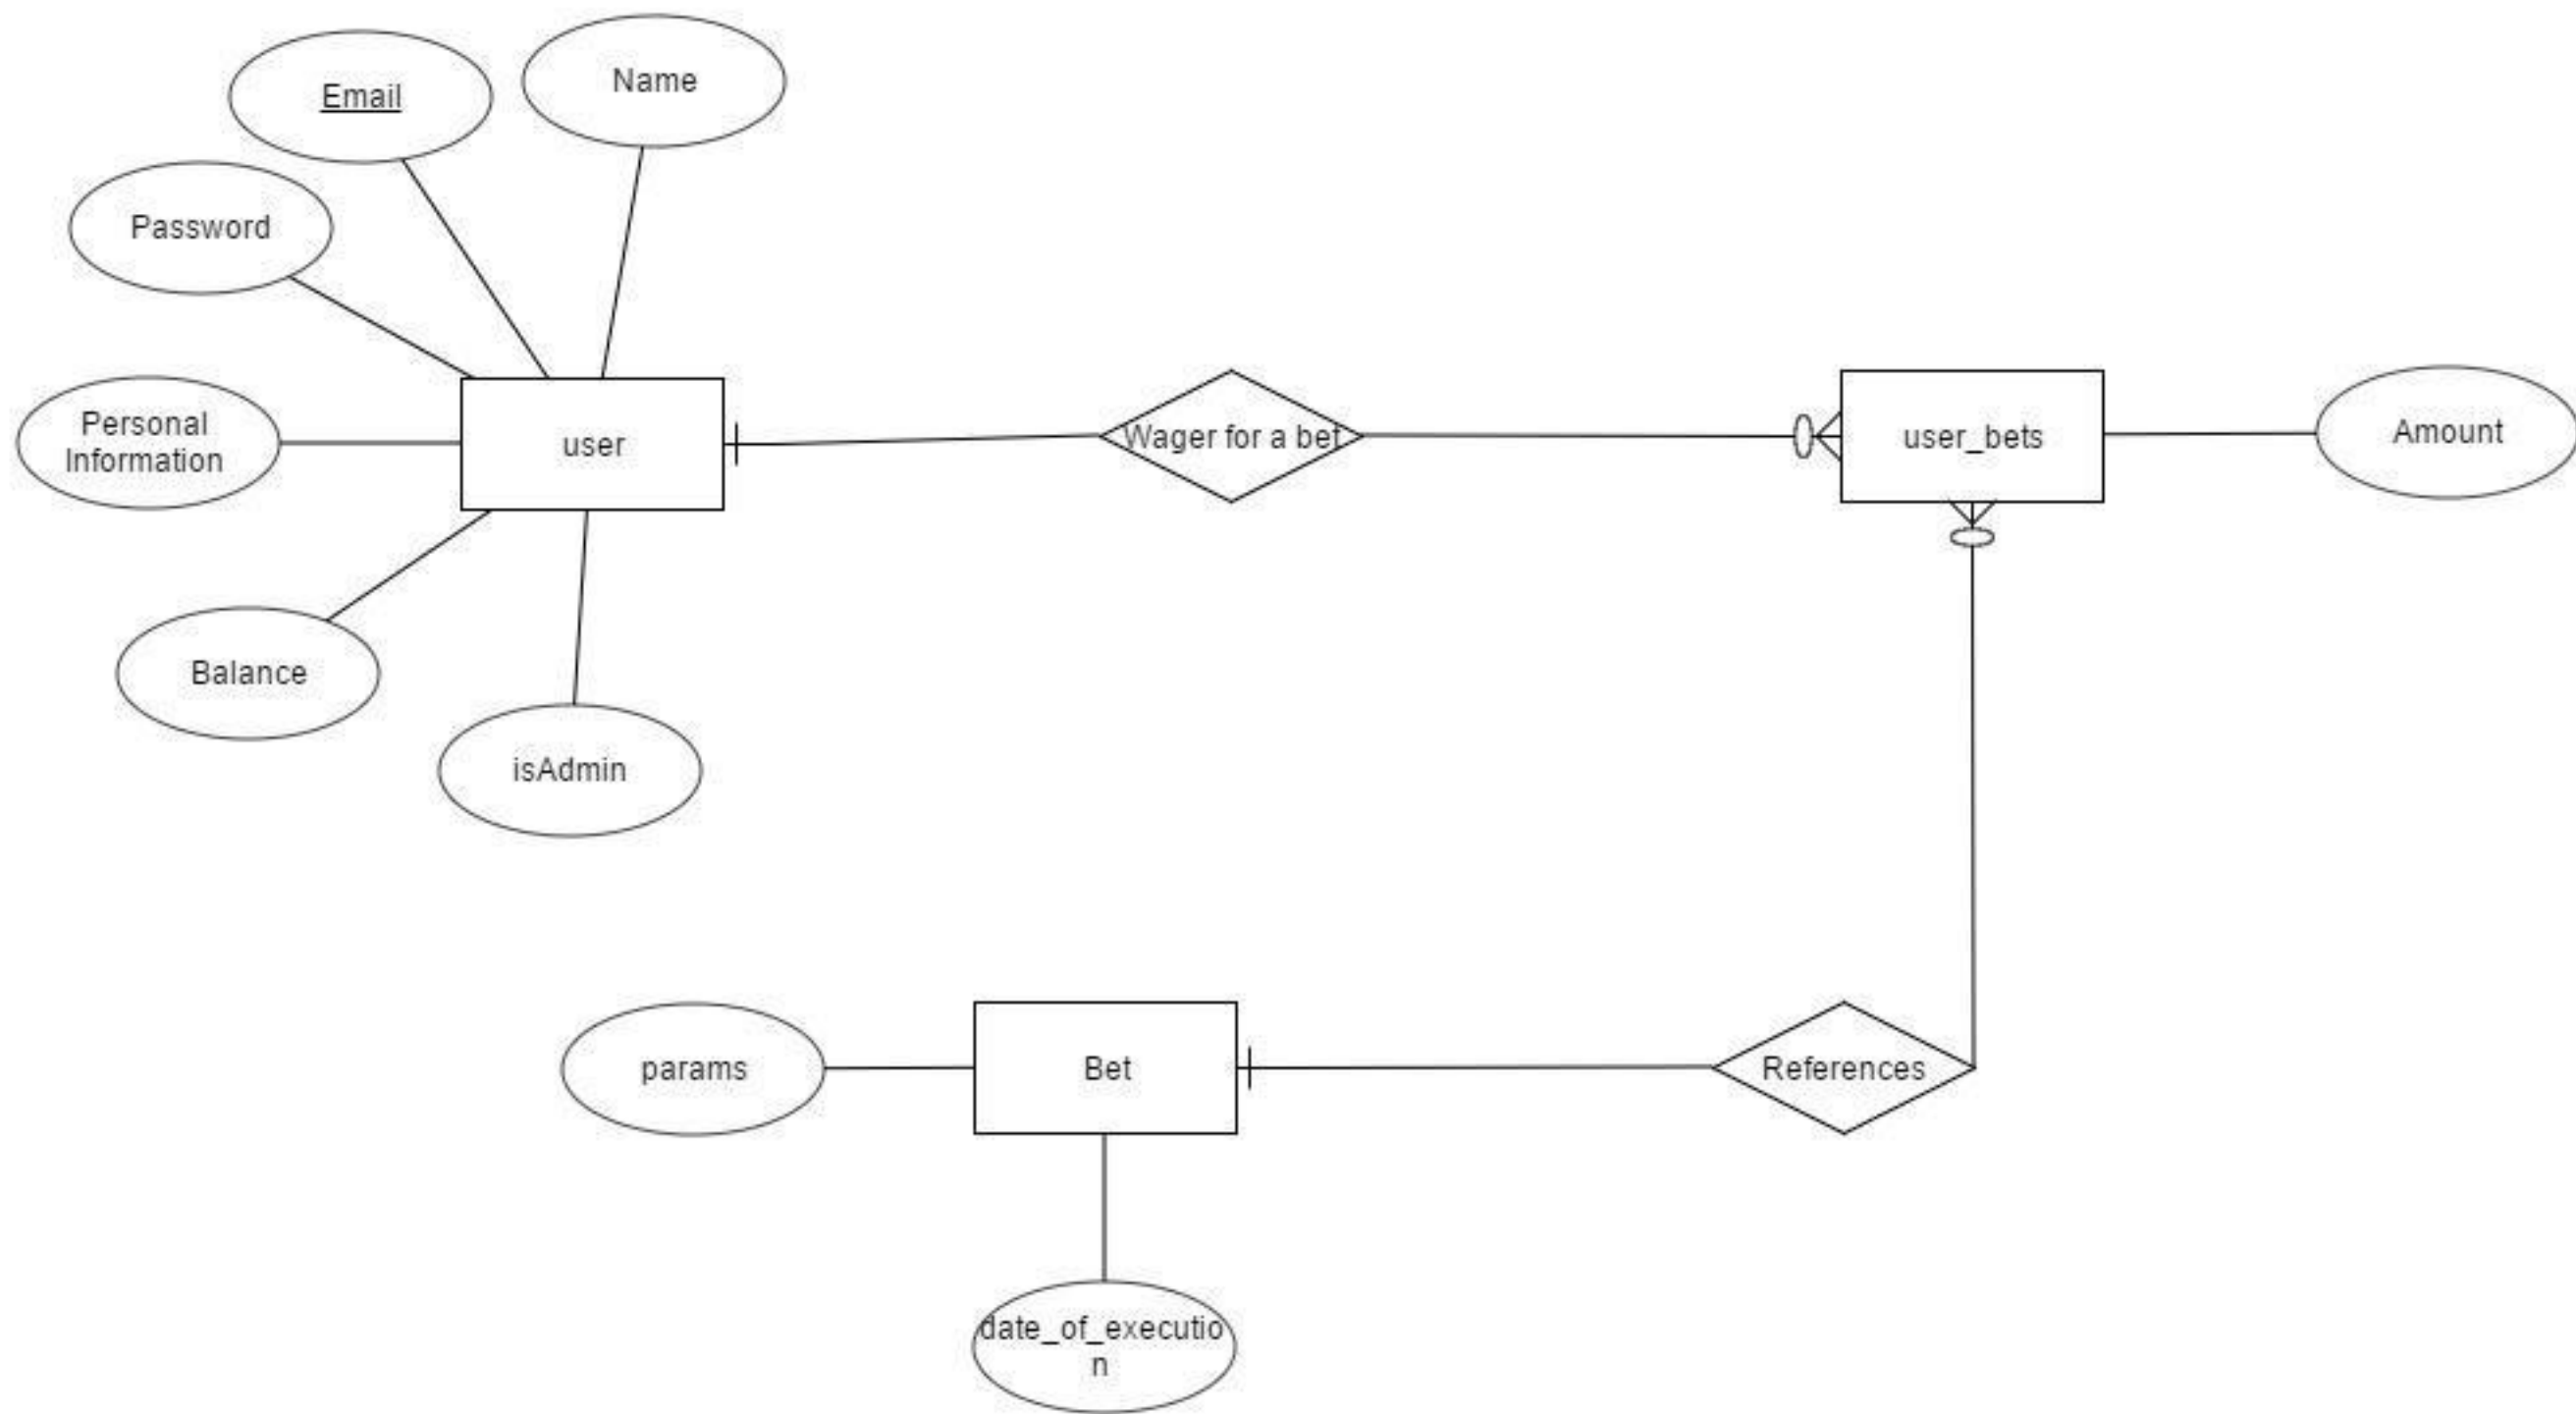 Name
Email
Password
Personal
Information
user
Wager for a bet
user_bets
Amount
Balance
isAdmin
params
Bet
References
date_of_executio
n